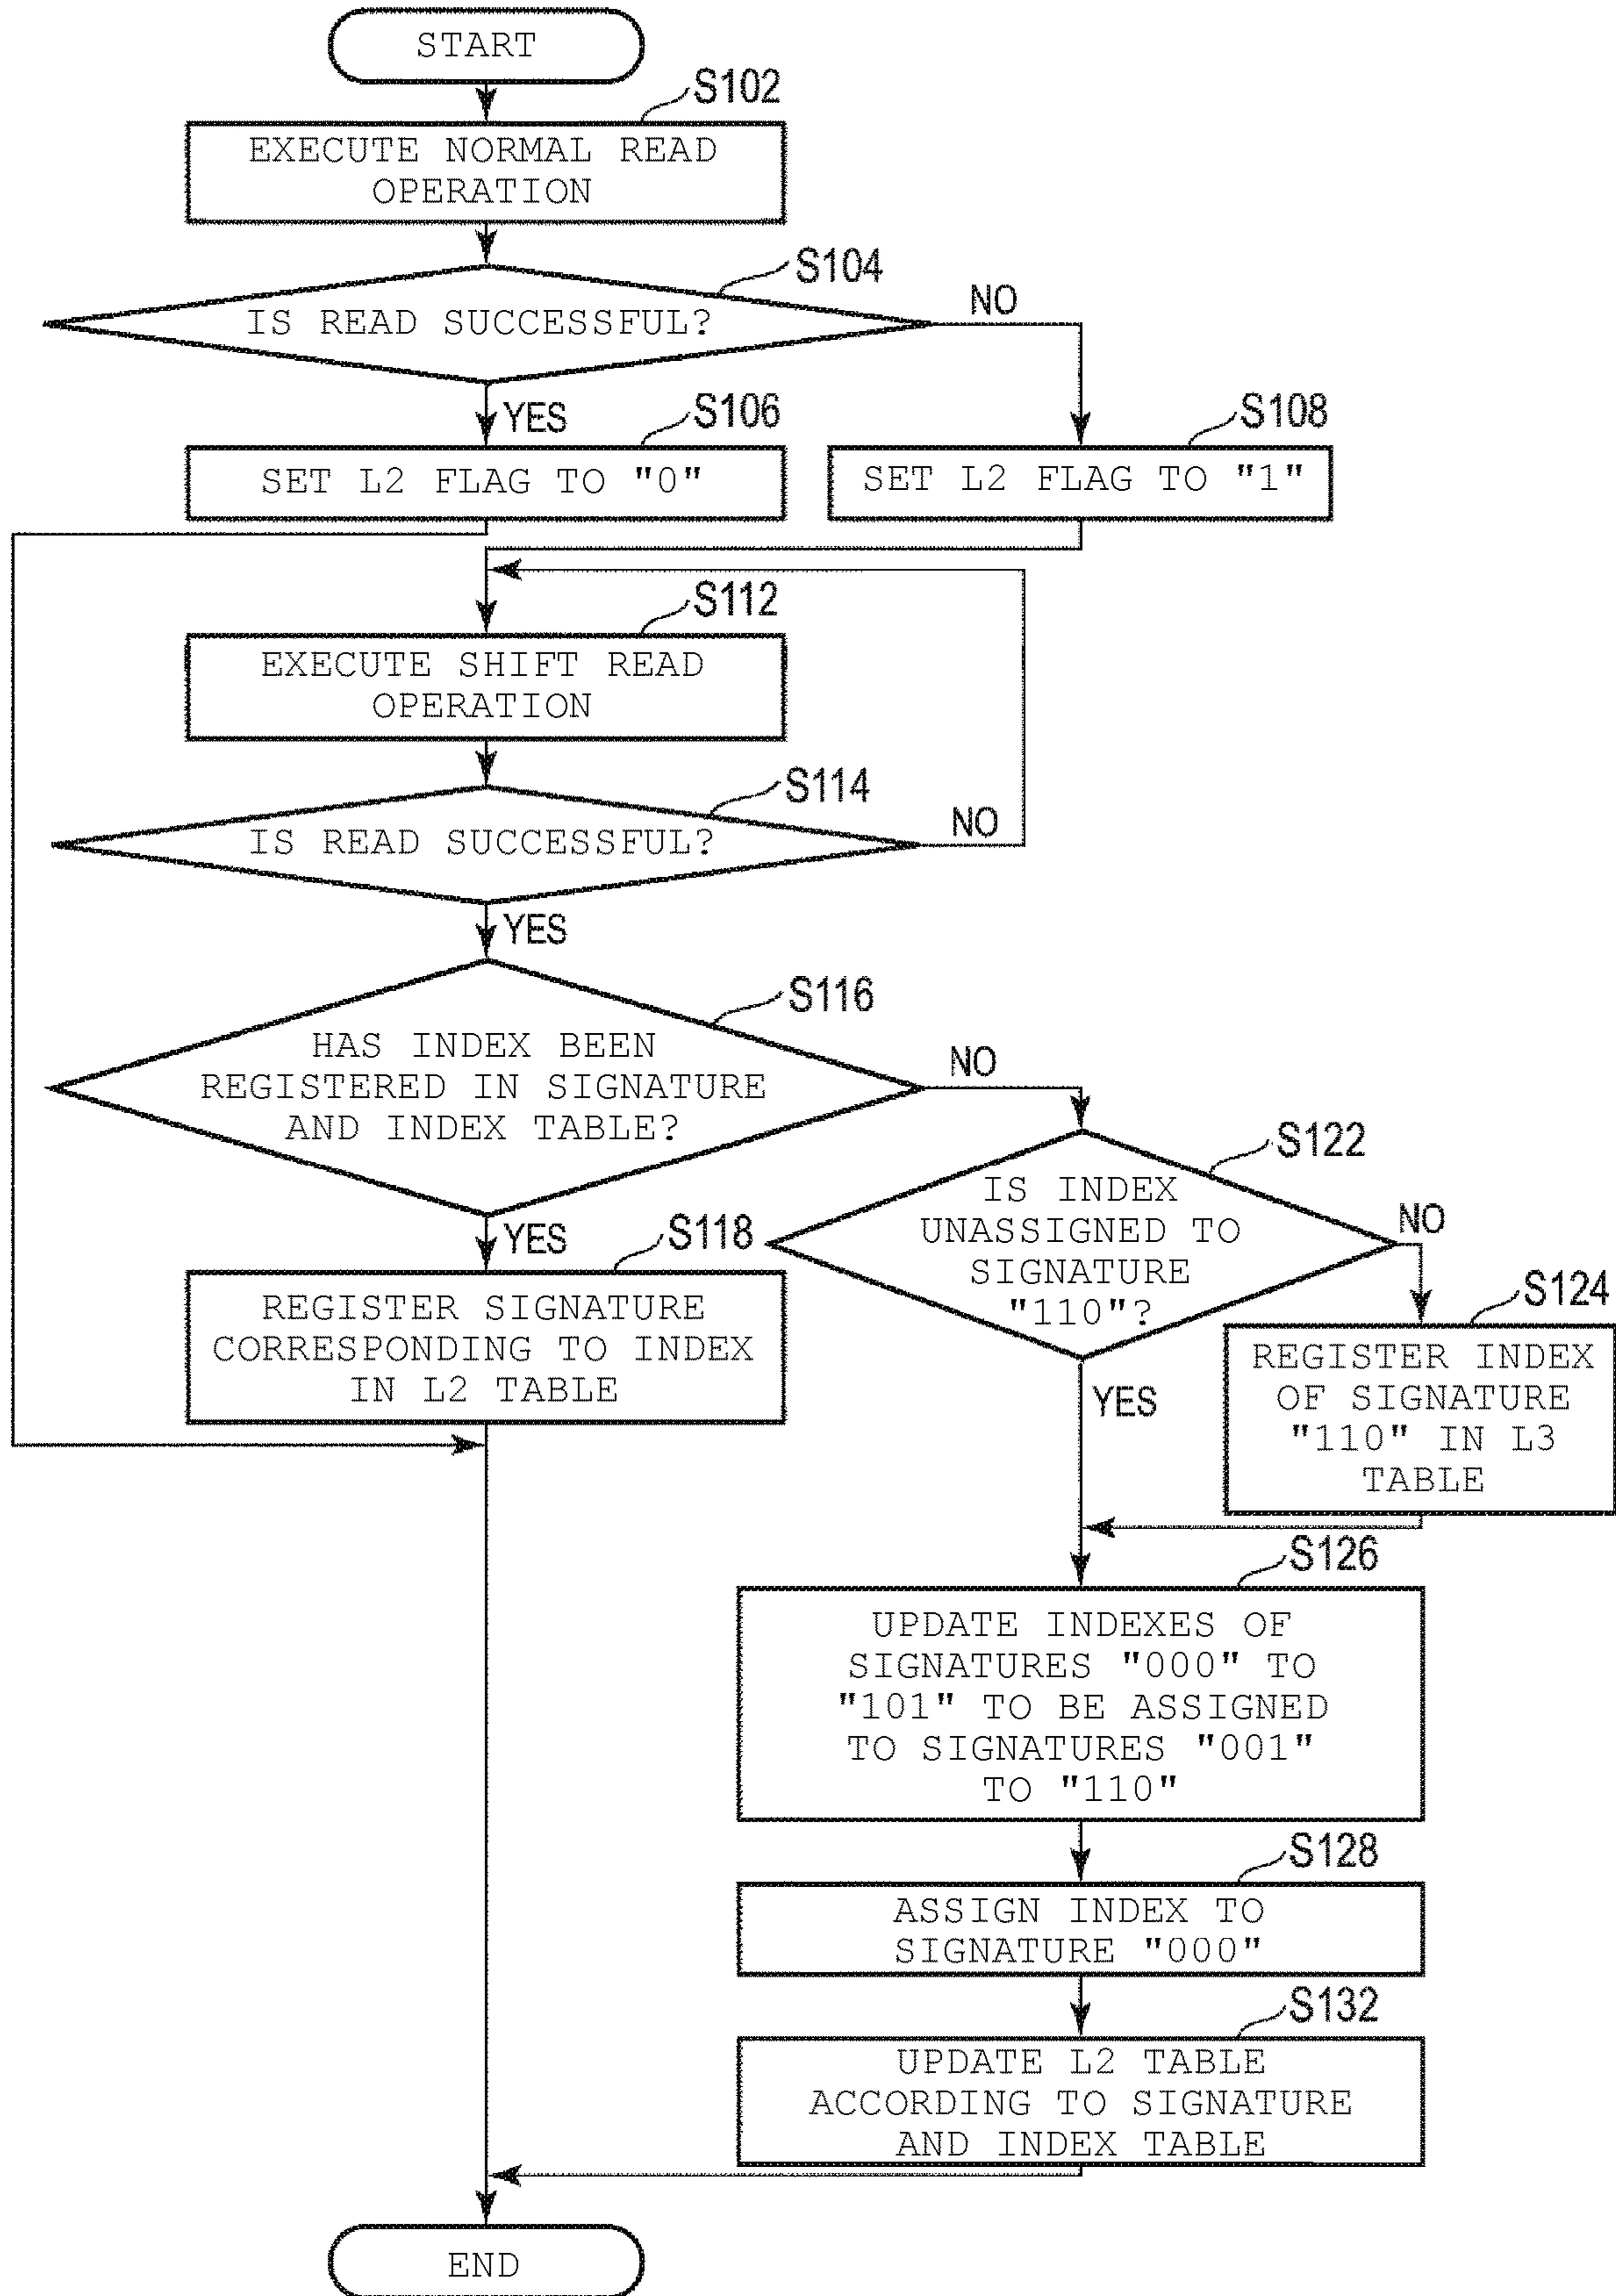 START
S102
EXECUTE NORMAL READ
OPERATION
S104
IS READ SUCCESSFUL?
NO
YES
S106
SET L2 FLAG TO "0"
S108
SET L2 FLAG TO "1"
S112
EXECUTE SHIFT READ
OPERATION
S114
IS READ SUCCESSFUL?
NO
YES
S116
HAS INDEX BEEN
REGISTERED IN SIGNATURE
AND INDEX TABLE?
NO
YES
S118
REGISTER SIGNATURE
CORRESPONDING TO INDEX
IN L2 TABLE
S122
IS INDEX
UNASSIGNED TO
SIGNATURE
"110"?
NO
YES
S124
REGISTER INDEX
OF SIGNATURE
"110" IN L3
TABLE
S126
UPDATE INDEXES OF
SIGNATURES "000" TO
"101" TO BE ASSIGNED
TO SIGNATURES "001"
TO "110"
S128
ASSIGN INDEX TO
SIGNATURE "000"
S132
UPDATE L2 TABLE
ACCORDING TO SIGNATURE
AND INDEX TABLE
END